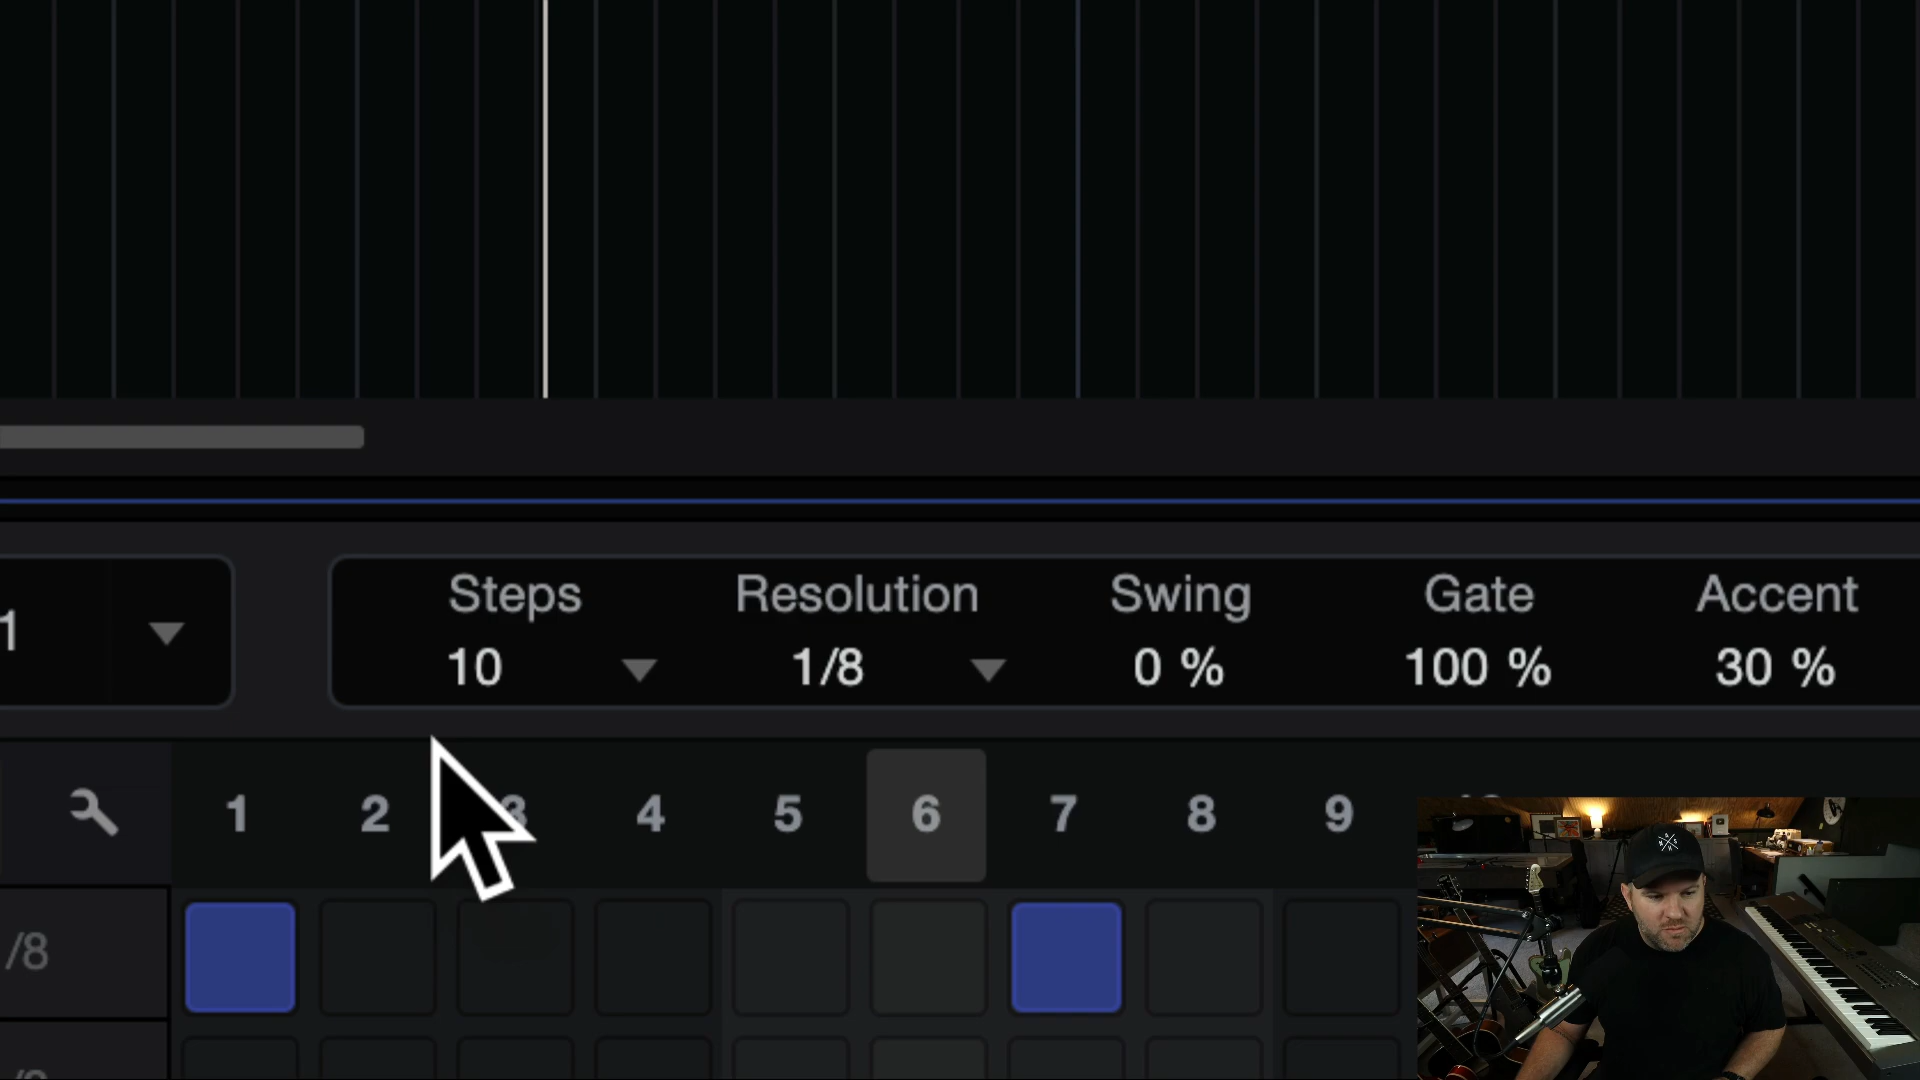 1
Steps Resolution Swing Gate Accent
10 1/8 0 % 100 % 30 %
1 2 3 4 5 6 7 8 9
/8